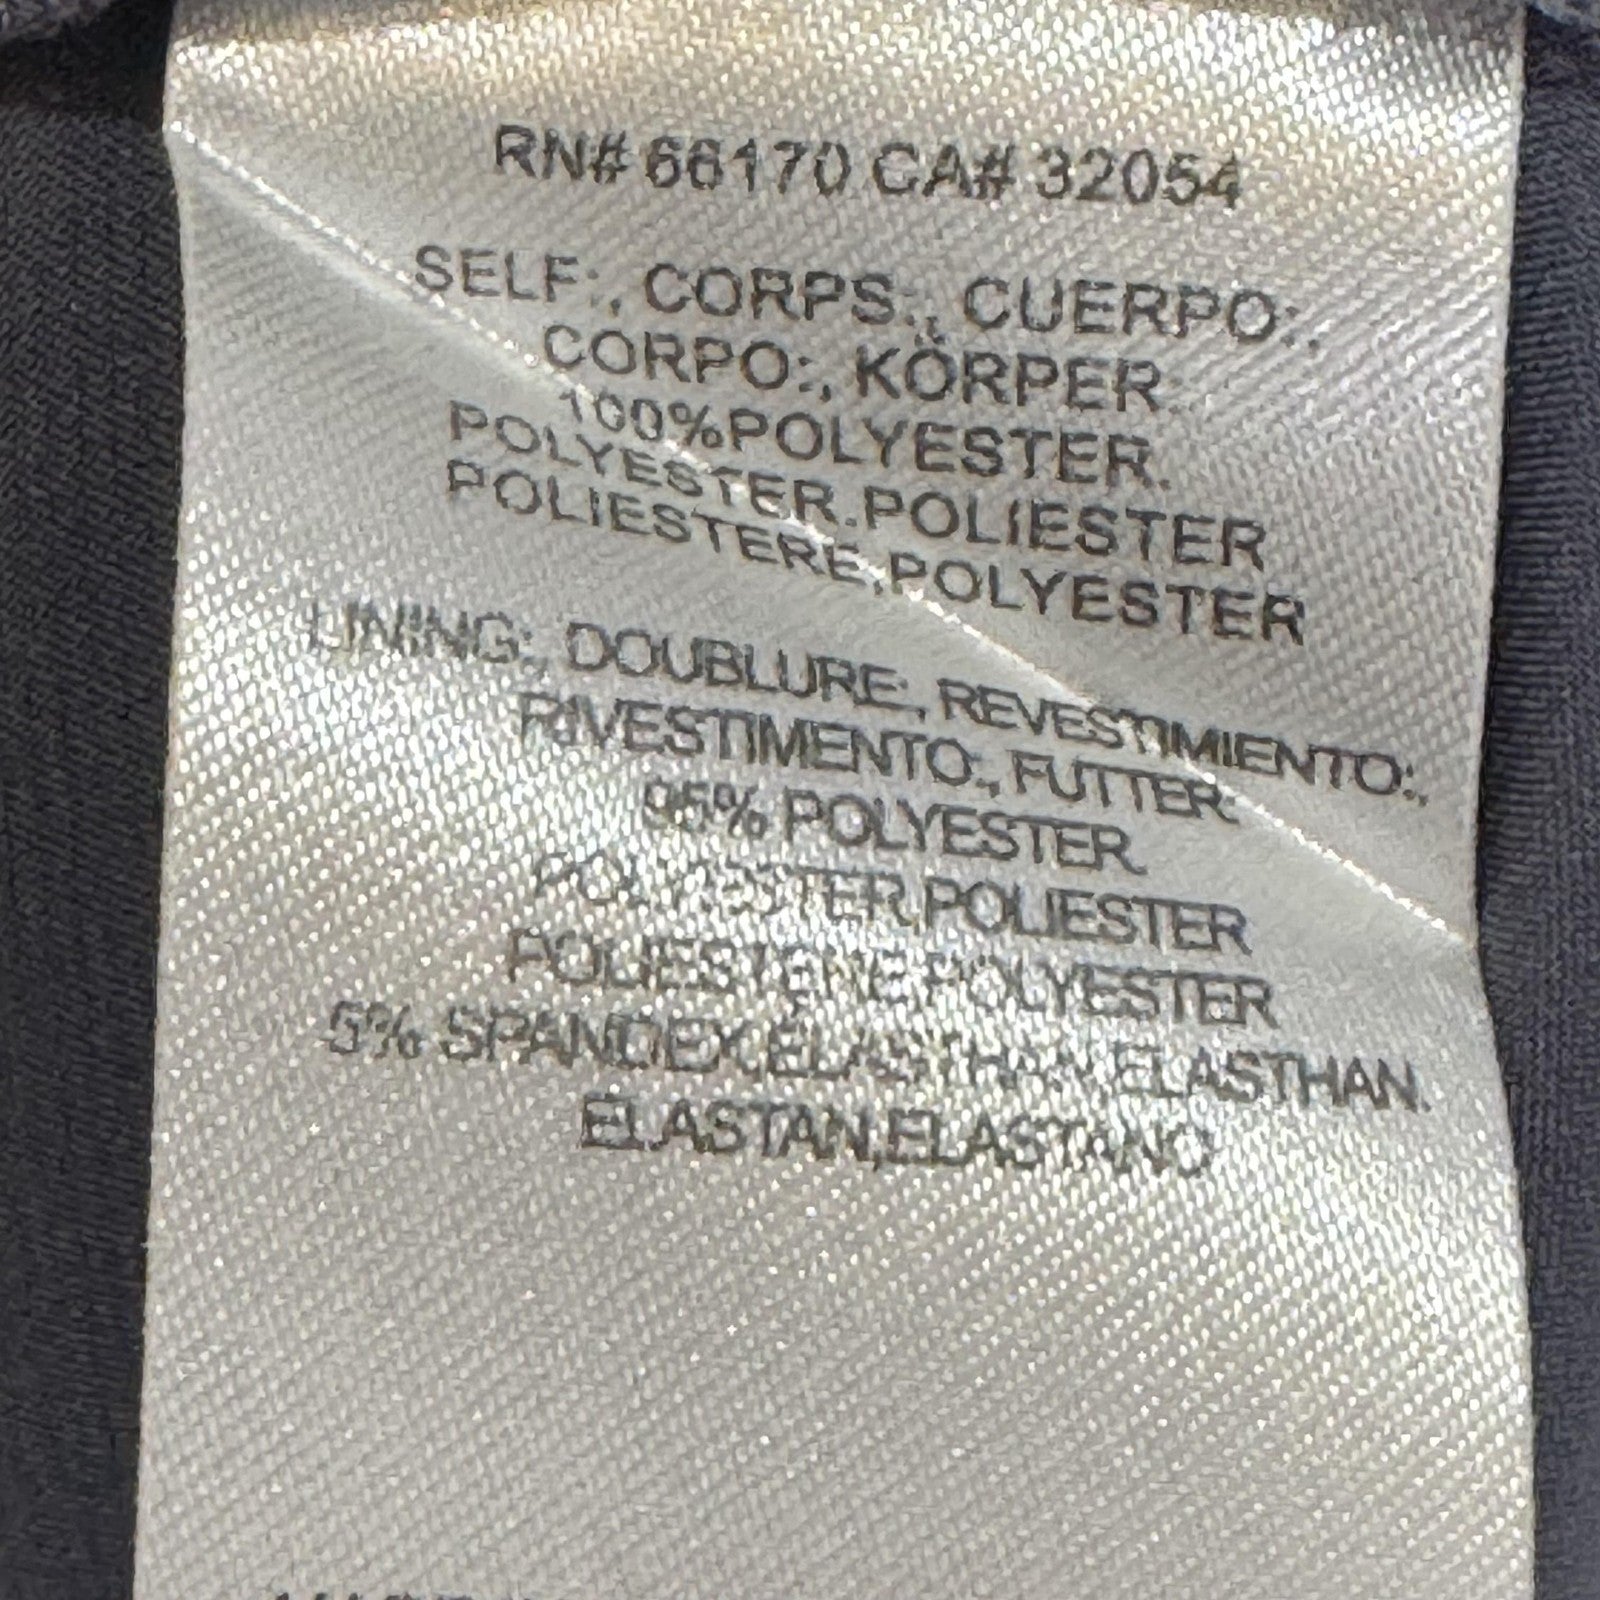 RN# 66170 CA# 32054
SELF:, CORPS:, CUERPO:,
CORPO:, KÖRPER:
100%POLYESTER.
POLYESTER.POLIESTER
POLIESTERE,POLYESTER
LINING:, DOUBLURE:, REVESTIMIENTO:,
RIVESTIMENTO:, FUTTER:
95% POLYESTER.
POLYESTER,POLIESTER
POLIESTERE,POLYESTER
5% SPANDEX,ÉLASTHAN,ELASTHAN.
ELASTAN,ELASTANO